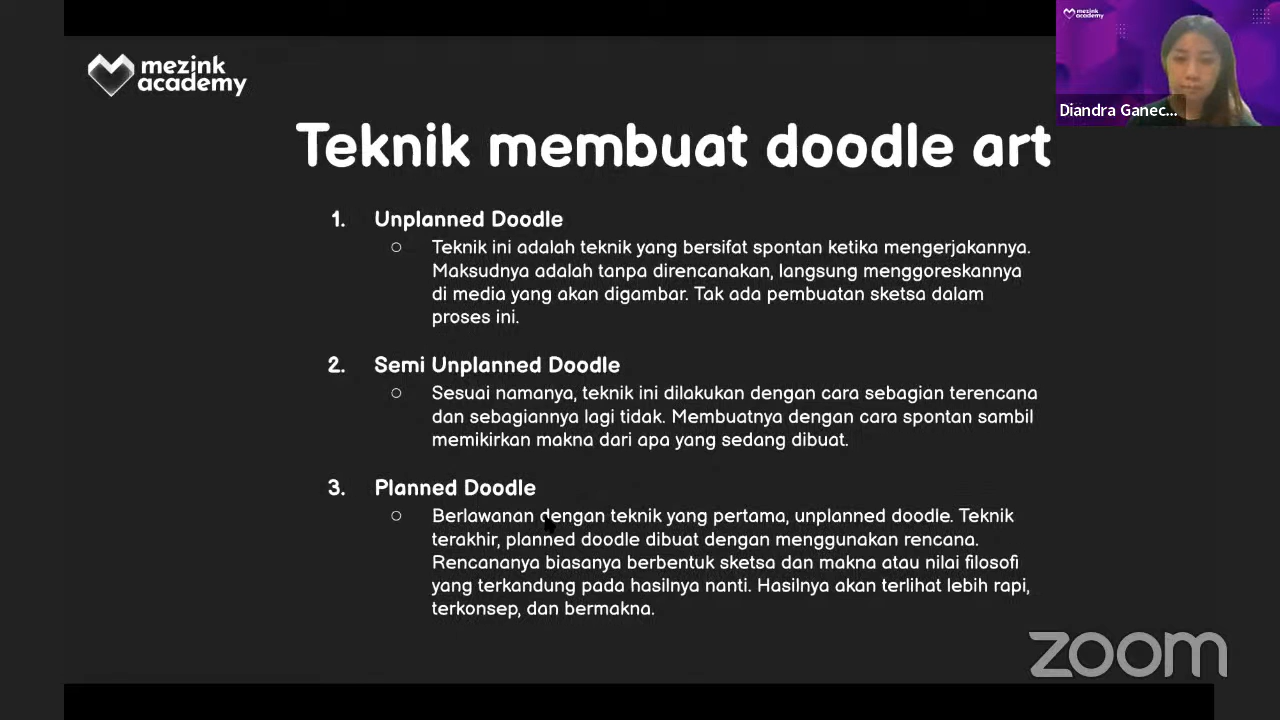 mezink
academy
mezink
academy
Diandra Ganec...
Teknik membuat doodle art
1. Unplanned Doodle
○ Teknik ini adalah teknik yang bersifat spontan ketika mengerjakannya.
Maksudnya adalah tanpa direncanakan, langsung menggoreskannya
di media yang akan digambar. Tak ada pembuatan sketsa dalam
proses ini.
2. Semi Unplanned Doodle
○ Sesuai namanya, teknik ini dilakukan dengan cara sebagian terencana
dan sebagiannya lagi tidak. Membuatnya dengan cara spontan sambil
memikirkan makna dari apa yang sedang dibuat.
3. Planned Doodle
○ Berlawanan dengan teknik yang pertama, unplanned doodle. Teknik
terakhir, planned doodle dibuat dengan menggunakan rencana.
Rencananya biasanya berbentuk sketsa dan makna atau nilai filosofi
yang terkandung pada hasilnya nanti. Hasilnya akan terlihat lebih rapi,
terkonsep, dan bermakna.
zoom